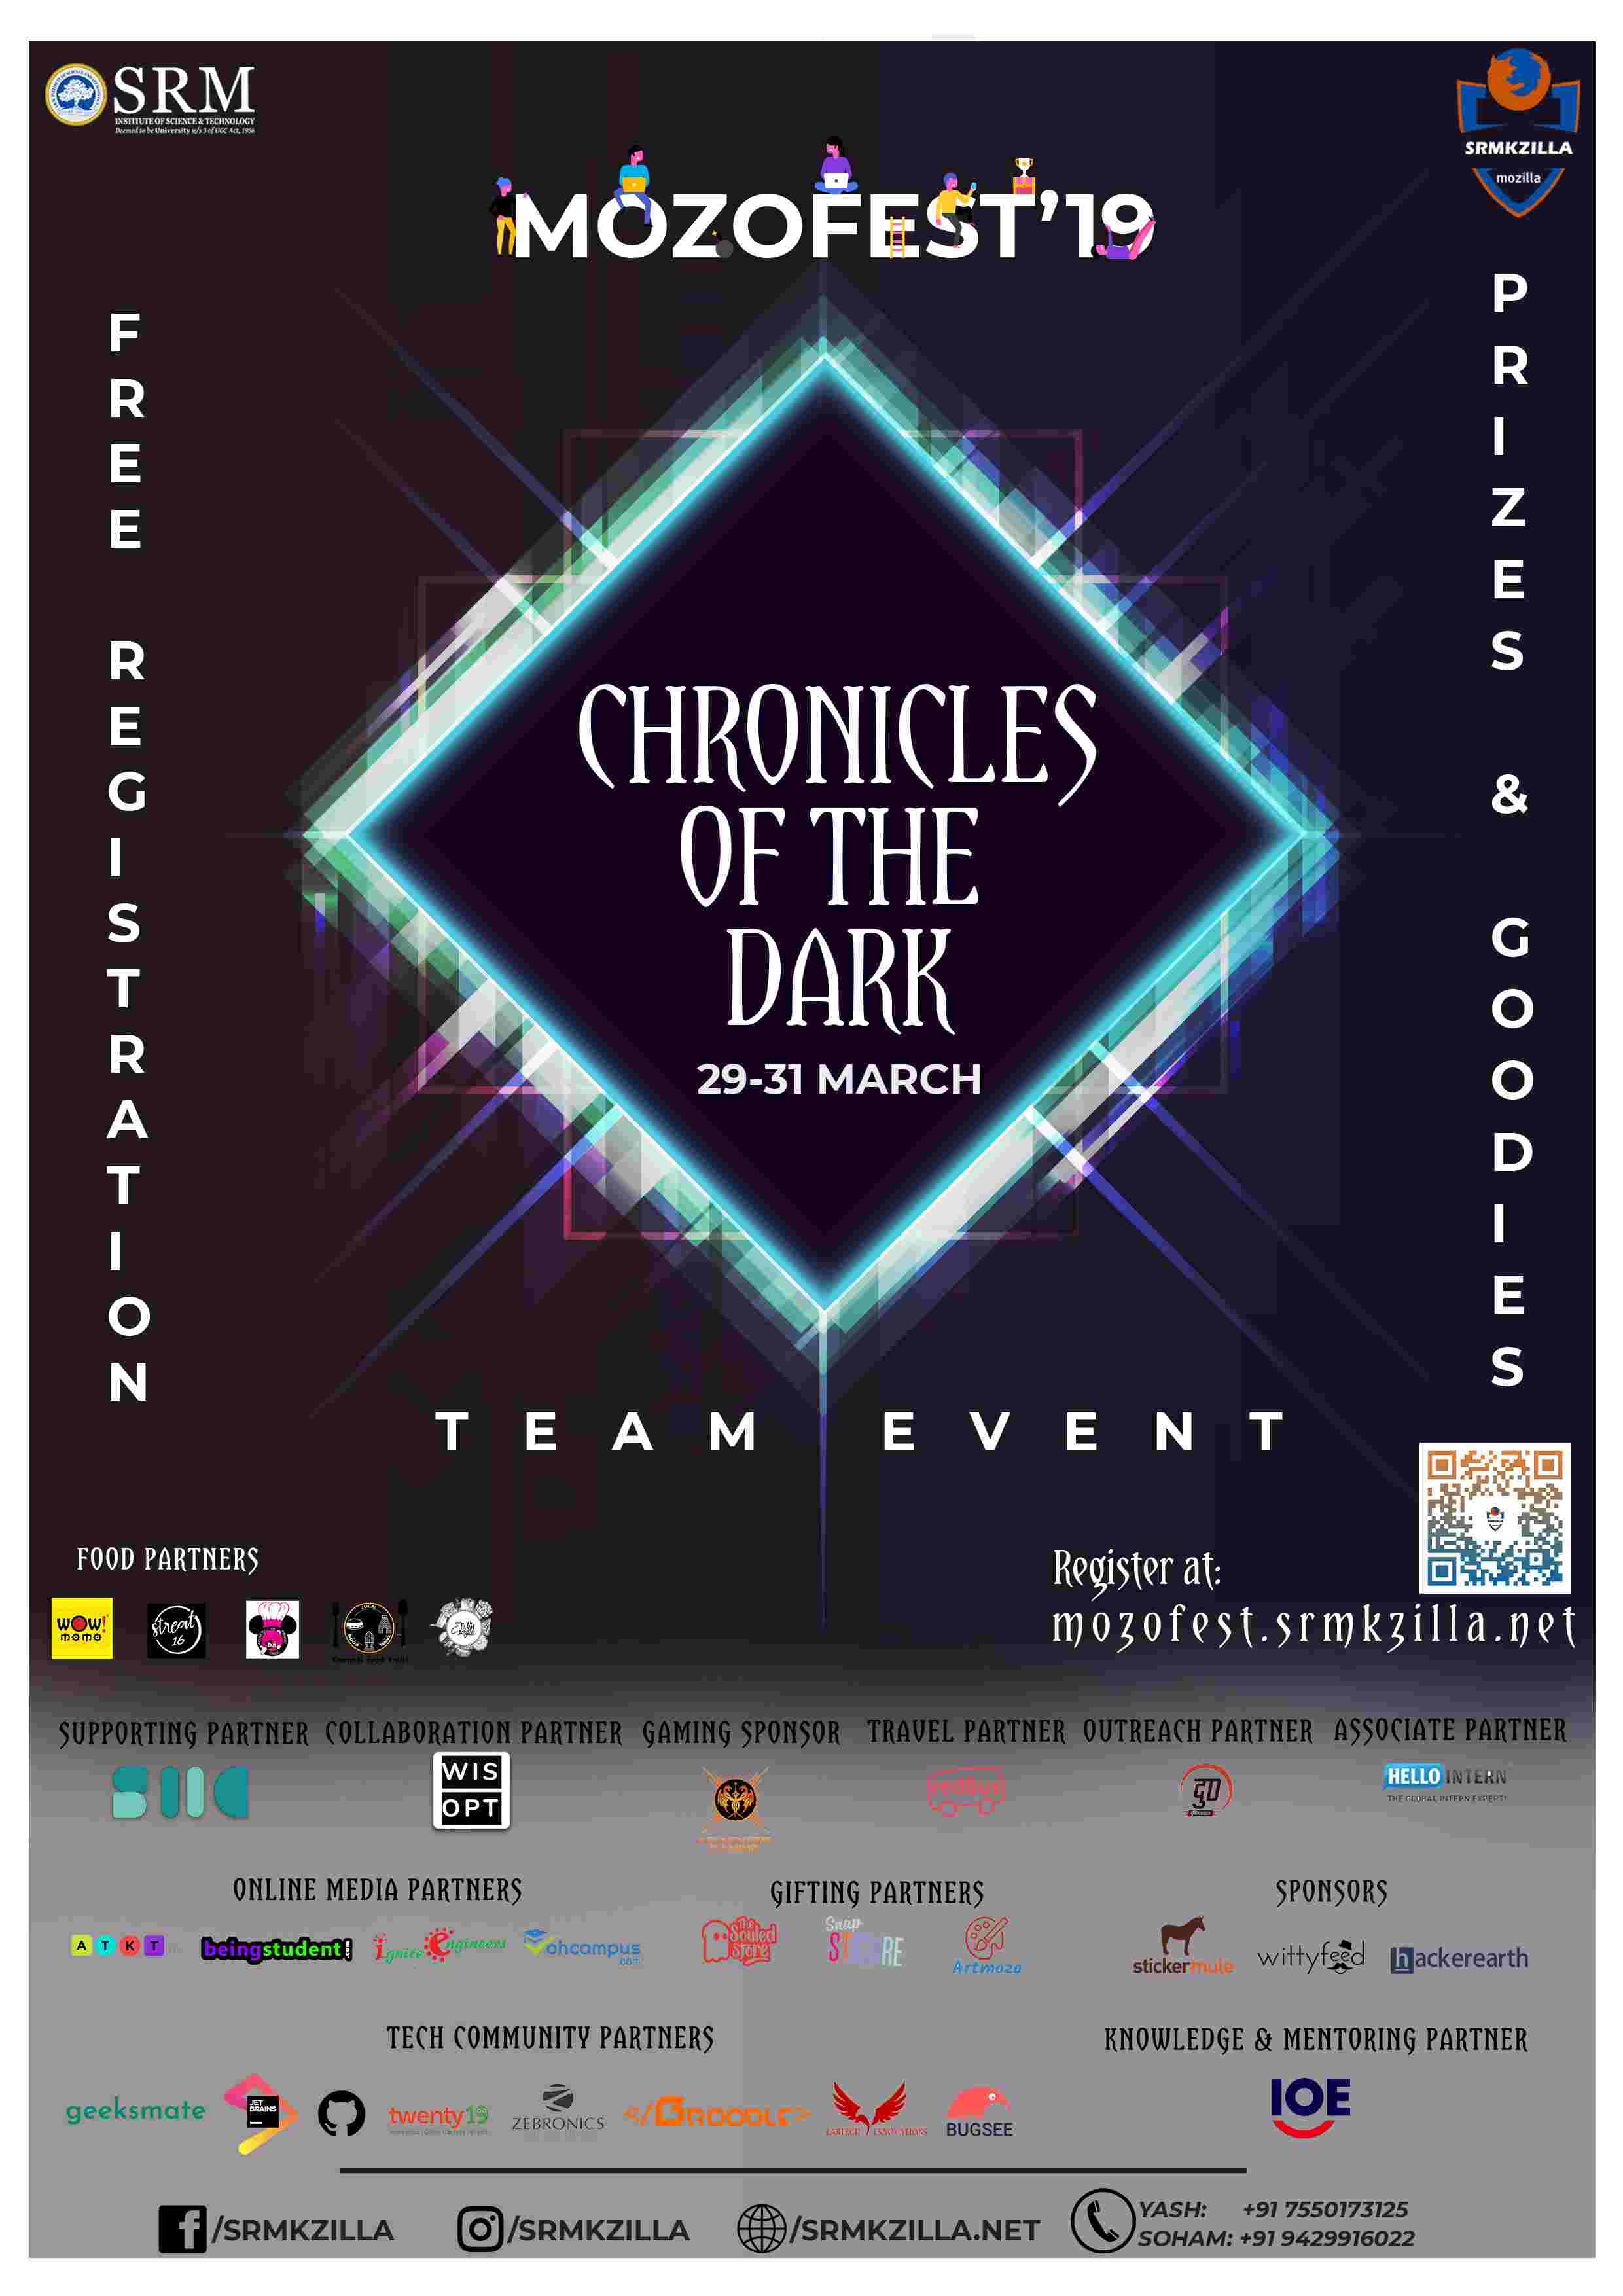 SRM
INSTITUTE OF SCIENCE & TECHNOLOGY
Deemed to be University u/s 3 of UGC Act, 1956
SRMKZILLA
mozilla
MOZOFEST'19
FREE REGISTRATION
PRIZES & GOODIES
CHRONICLES
OF THE
DARK
29-31 MARCH
TEAM EVENT
FOOD PARTNERS
WOW!
MOMO
streat
16
Register at:
mozofest.srmkzilla.net
SUPPORTING PARTNER COLLABORATION PARTNER GAMING SPONSOR TRAVEL PARTNER OUTREACH PARTNER ASSOCIATE PARTNER
WIS
OPT
redBus
HELLO INTERN
THE GLOBAL INTERN EXPERT!
ONLINE MEDIA PARTNERS
GIFTING PARTNERS
SPONSORS
ATKT
beingstudent.com
ignite engineers
Vohcampus
.com
The
Souled
Store
Snap
STORE
Artmozo
stickermule
wittyfeed
hackerearth
TECH COMMUNITY PARTNERS
KNOWLEDGE & MENTORING PARTNER
geeksmate
JET
BRAINS
twenty19
ZEBRONICS
</GROODLE>
BUGSEE
IOE
/SRMKZILLA
/SRMKZILLA
/SRMKZILLA.NET
YASH: +91 7550173125
SOHAM: +91 9429916022